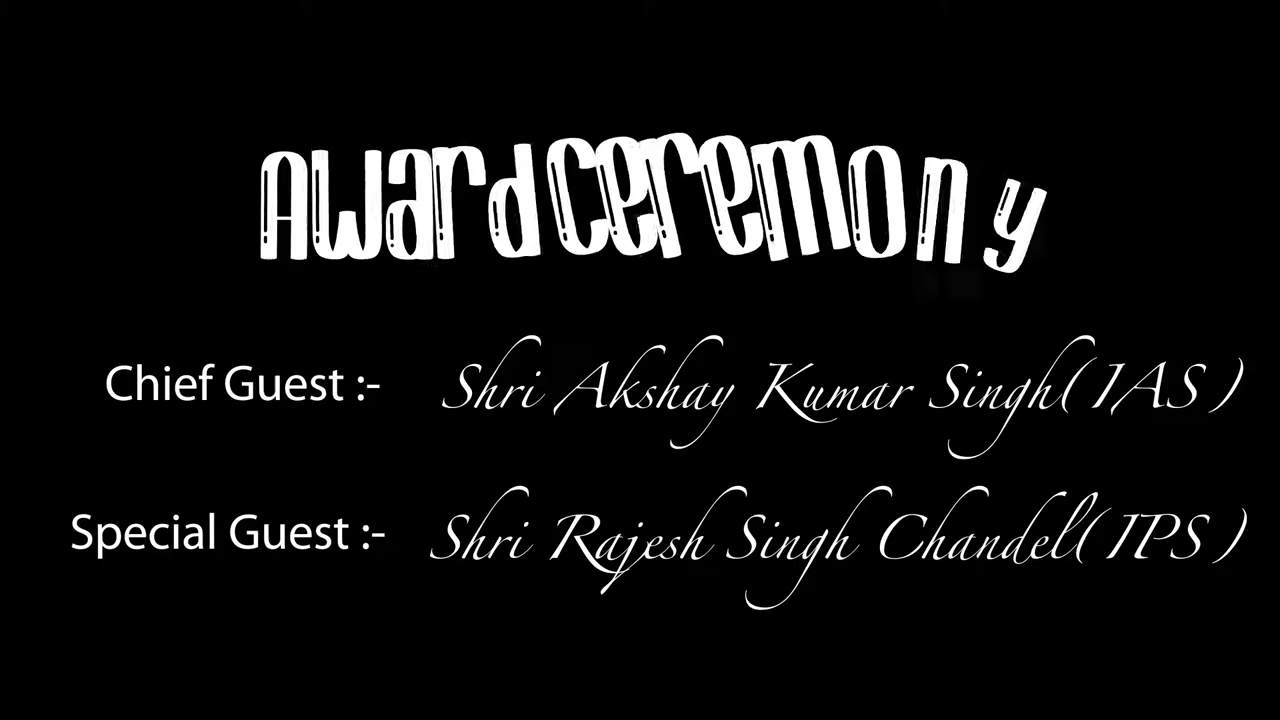 Award ceremony
Chief Guest :- Shri Akshay Kumar Singh( IAS )
Special Guest :- Shri Rajesh Singh Chandel( IPS )